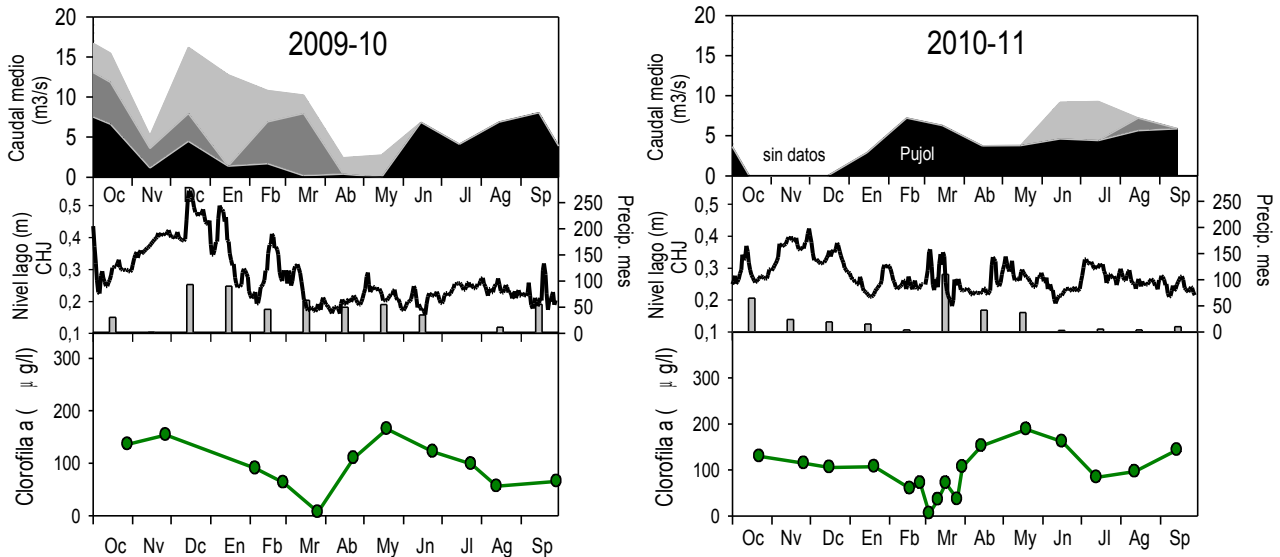 2009-10
Caudal medio
(m3/s)
20
15
10
5
0
Oc Nv Dc En Fb Mr Ab My Jn Jl Ag Sp
Nivel lago (m)
CHJ
0,5
0,4
0,3
0,2
0,1
250
200
150
100
50
0
Precip. mes
Clorofila a ( μ g/l)
300
200
100
0
Oc Nv Dc En Fb Mr Ab My Jn Jl Ag Sp
2010-11
Caudal medio
(m3/s)
20
15
10
5
0
sin datos
Pujol
Oc Nv Dc En Fb Mr Ab My Jn Jl Ag Sp
Nivel lago (m)
CHJ
0,5
0,4
0,3
0,2
0,1
250
200
150
100
50
0
Precip. mes
Clorofila a ( μ g/l)
300
200
100
0
Oc Nv Dc En Fb Mr Ab My Jn Jl Ag Sp